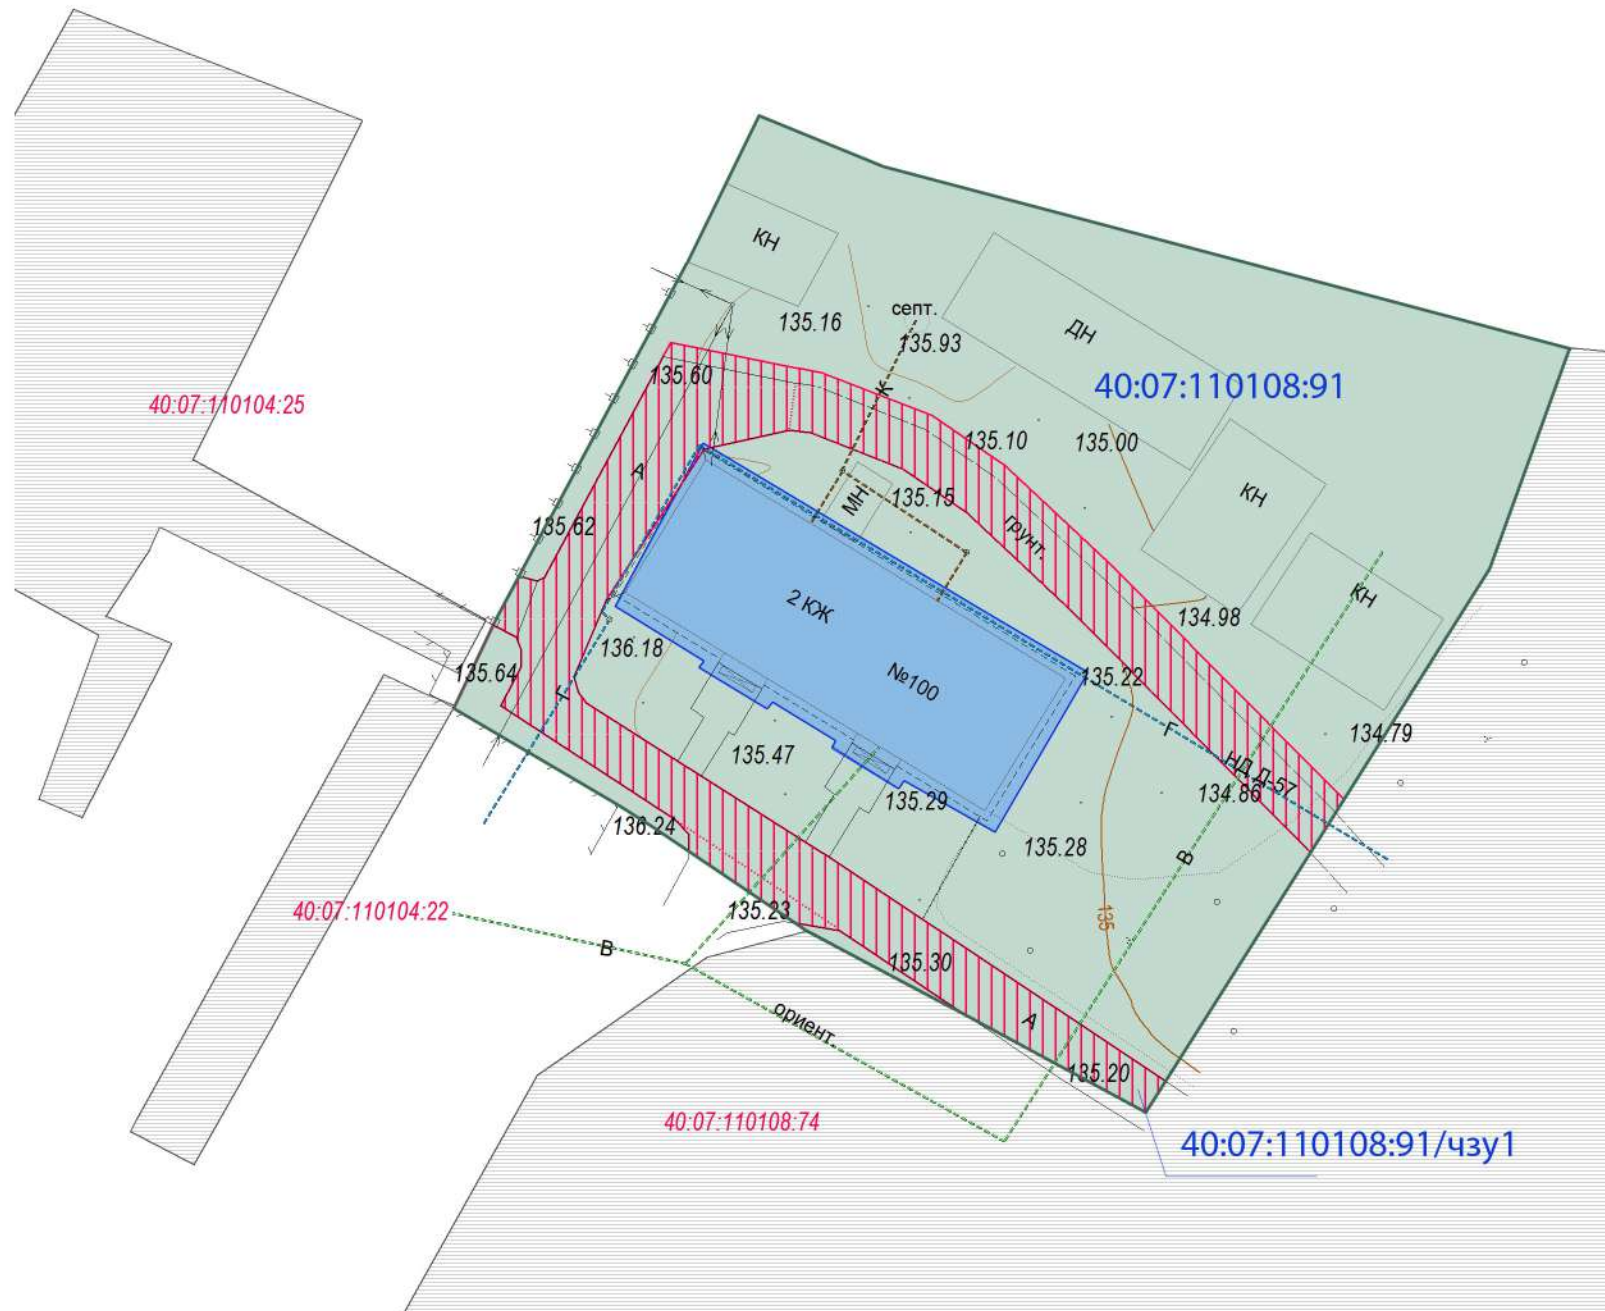 КН
135.16
септ.
135.93
ДН
135.60
40:07:110104:25
К
40:07:110108:91
135.10
135.00
А
135.62
МН
135.15
КН
грунт.
2 КЖ
КН
134.98
136.18
135.64
№100
135.22
Г
135.47
Г
134.79
НД Д-57
134.86
135.29
136.24
135.28
В
40:07:110104:22
135.23
135
В
135.30
ориент.
А
135.20
40:07:110108:74
40:07:110108:91/чзу1